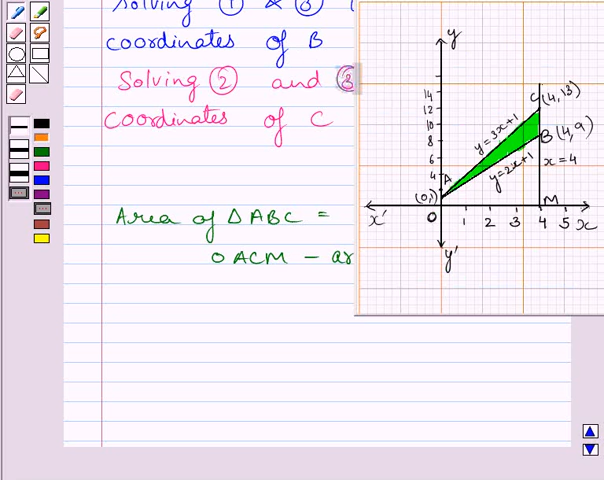 Solving ① & ③
coordinates of B
Solving ② and ③
Coordinates of C
Area of △ABC =
OACM – ar
y
14
12
10
8
6
4
C(4,13)
y=3x+1
B(4,9)
y=2x+1
x=4
A
(0,1)
x'
O
1 2 3 4 5 x
M
y'